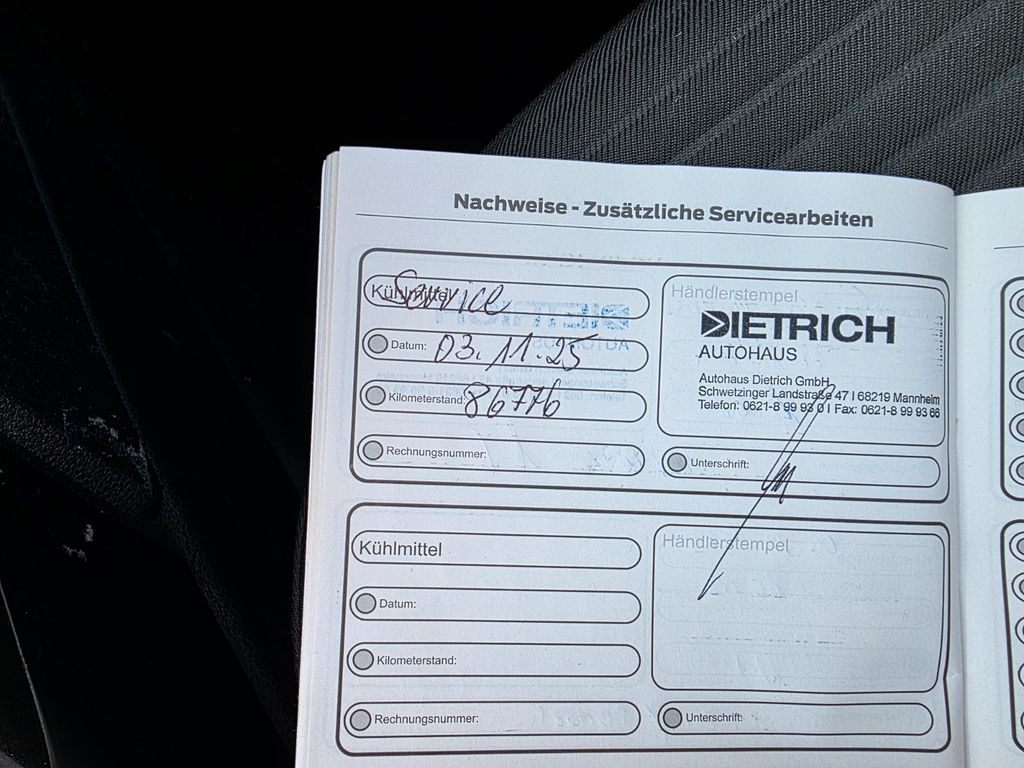 Nachweise - Zusätzliche Servicearbeiten
Kühlmittel
Service
Datum: 03.11.25
Kilometerstand: 86776
Rechnungsnummer:
Händlerstempel
DIETRICH
AUTOHAUS
Autohaus Dietrich GmbH
Schwetzinger Landstraße 47 I 68219 Mannheim
Telefon: 0621-8 99 93 0 I Fax: 0621-8 99 93 66
Unterschrift:
Kühlmittel
Datum:
Kilometerstand:
Rechnungsnummer:
Händlerstempel
Unterschrift: